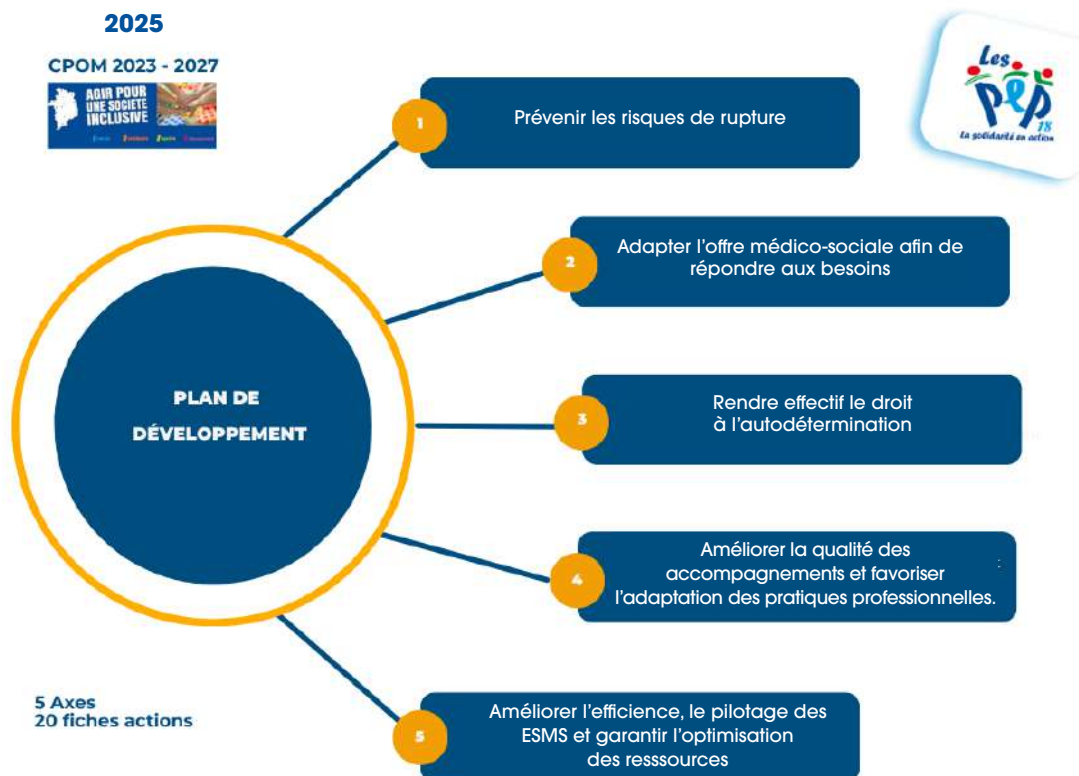 2025
CPOM 2023 - 2027
AGIR POUR
UNE SOCIÉTÉ
INCLUSIVE
Les
PEP
18
La solidarité en action
1
Prévenir les risques de rupture
2
Adapter l'offre médico-sociale afin de
répondre aux besoins
PLAN DE
DÉVELOPPEMENT
3
Rendre effectif le droit
à l'autodétermination
4
Améliorer la qualité des
accompagnements et favoriser
l'adaptation des pratiques professionnelles.
:
5
Améliorer l'efficience, le pilotage des
ESMS et garantir l'optimisation
des resssources
5 Axes
20 fiches actions